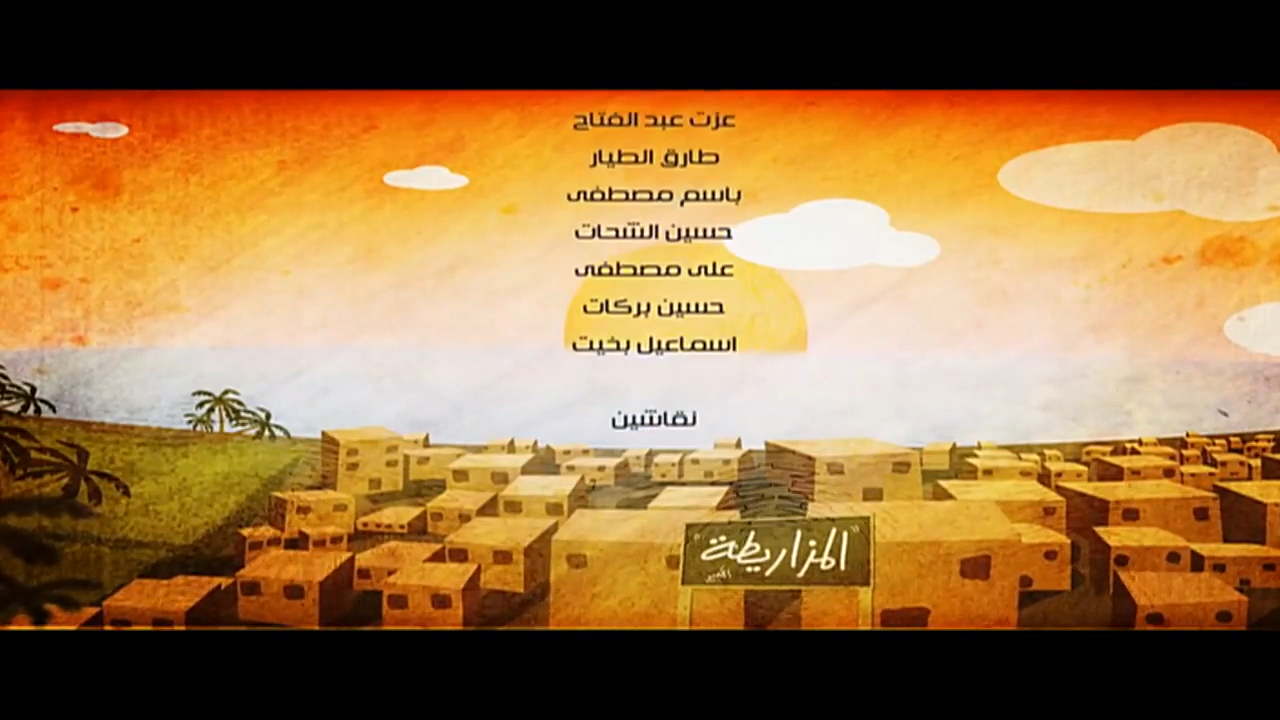 عزت عبد الفتاح
طارق الطيار
باسم مصطفى
حسين الشحات
على مصطفى
حسين بركات
اسماعيل بخيت
نقاشين
"المزاريطة"